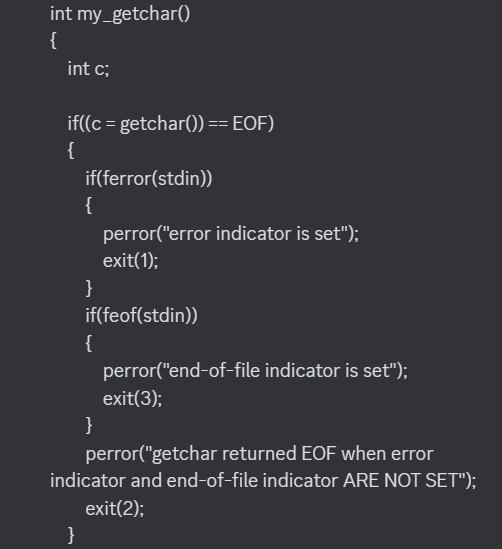 int my_getchar()
{
int c;
if((c = getchar()) == EOF)
{
if(ferror(stdin))
{
perror("error indicator is set");
exit(1);
}
if(feof(stdin))
{
perror("end-of-file indicator is set");
exit(3);
}
perror("getchar returned EOF when error
indicator and end-of-file indicator ARE NOT SET");
exit(2);
}